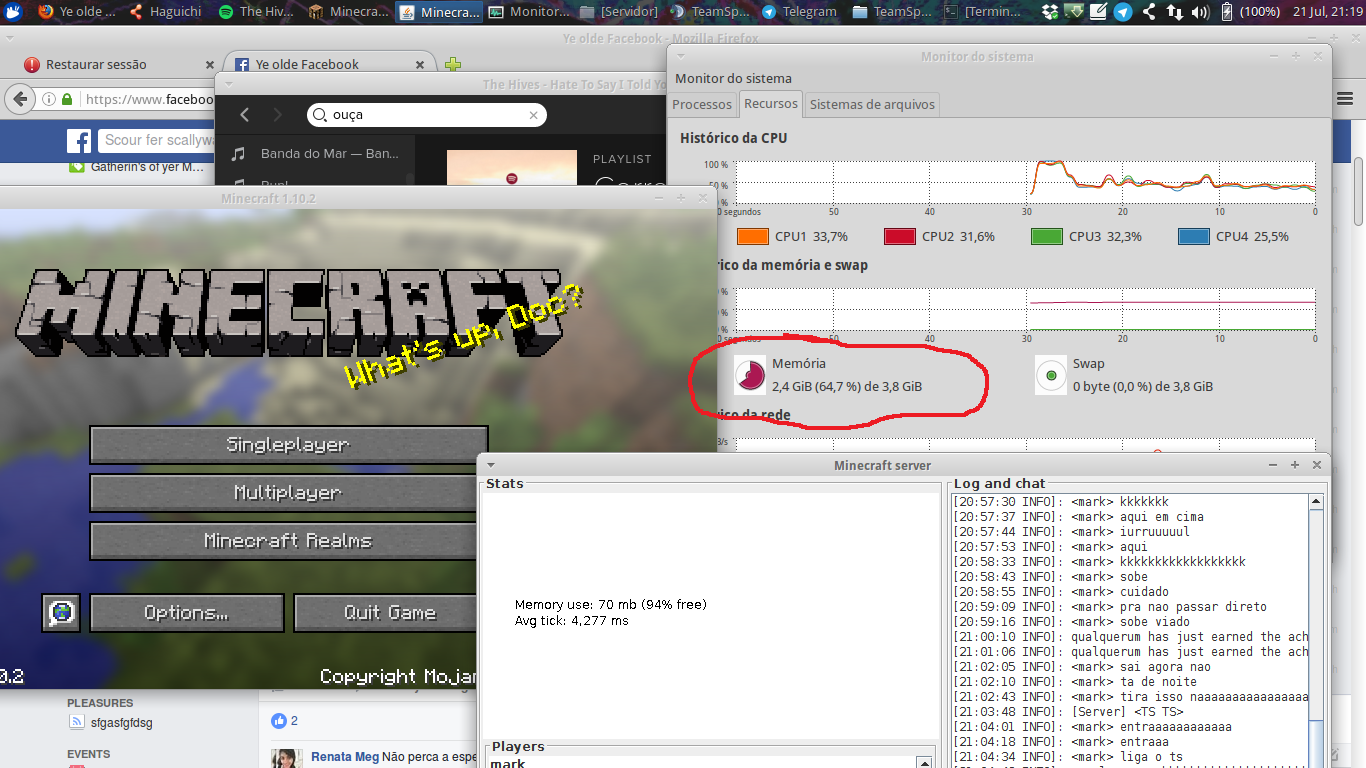 Ye olde ...
Haguichi
The Hiv...
Minecra...
Minecra...
Monitor...
[Servidor]
TeamSp...
Telegram
TeamSp...
[Termin...
(100%)
21 Jul, 21:19
Ye olde Facebook - Mozilla Firefox
Restaurar sessão
Ye olde Facebook
https://www.facebo
Scour fer scallywa
Gatherin's of yer M...
The Hives - Hate To Say I Told Yo
ouça
Banda do Mar — Ban...
PLAYLIST
Monitor do sistema
Monitor do sistema
Processos
Recursos
Sistemas de arquivos
Histórico da CPU
100 %
50 %
0 %
0 segundos
50
40
30
20
10
0
CPU1 33,7%
CPU2 31,6%
CPU3 32,3%
CPU4 25,5%
rico da memória e swap
0 segundos
50
40
30
20
10
0
Memória
2,4 GiB (64,7 %) de 3,8 GiB
Swap
0 byte (0,0 %) de 3,8 GiB
rico da rede
Minecraft 1.10.2
MINECRAFT
What's up, Doc?
Singleplayer
Multiplayer
Minecraft Realms
Options...
Quit Game
0.2
Copyright Mojan
Minecraft server
Stats
Memory use: 70 mb (94% free)
Avg tick: 4,277 ms
Players
mark
Log and chat
[20:57:30 INFO]: <mark> kkkkkkk
[20:57:37 INFO]: <mark> aqui em cima
[20:57:44 INFO]: <mark> iurruuuuul
[20:57:53 INFO]: <mark> aqui
[20:58:33 INFO]: <mark> kkkkkkkkkkkkkkkkkk
[20:58:43 INFO]: <mark> sobe
[20:58:55 INFO]: <mark> cuidado
[20:59:09 INFO]: <mark> pra nao passar direto
[20:59:16 INFO]: <mark> sobe viado
[21:00:10 INFO]: qualquerum has just earned the ach
[21:01:06 INFO]: qualquerum has just earned the ach
[21:02:05 INFO]: <mark> sai agora nao
[21:02:10 INFO]: <mark> ta de noite
[21:02:43 INFO]: <mark> tira isso naaaaaaaaaaaaaaaaa
[21:03:48 INFO]: [Server] <TS TS>
[21:04:01 INFO]: <mark> entraaaaaaaaaaaa
[21:04:18 INFO]: <mark> entraaa
[21:04:34 INFO]: <mark> liga o ts
PLEASURES
sfgasfgfdsg
EVENTS
2
Renata Meg Não perca a espe